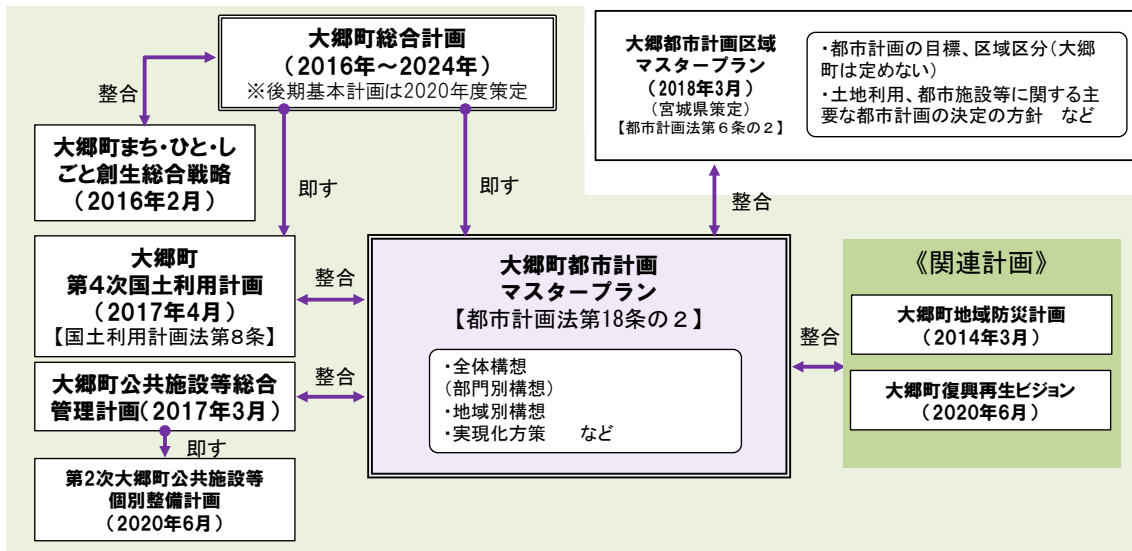 大郷町総合計画
（2016年～2024年）
※後期基本計画は2020年度策定
大郷都市計画区域
マスタープラン
（2018年3月）
（宮城県策定）
【都市計画法第６条の２】
・都市計画の目標、区域区分（大郷
町は定めない）
・土地利用、都市施設等に関する主
要な都市計画の決定の方針　など
整合
大郷町まち・ひと・し
ごと創生総合戦略
（2016年2月）
即す
即す
整合
大郷町
第４次国土利用計画
（2017年4月）
【国土利用計画法第８条】
整合
大郷町都市計画
マスタープラン
【都市計画法第18条の２】
・全体構想
（部門別構想）
・地域別構想
・実現化方策　　など
整合
《関連計画》
大郷町地域防災計画
（2014年3月）
大郷町復興再生ビジョン
（2020年6月）
大郷町公共施設等総合
管理計画（2017年3月）
整合
即す
第2次大郷町公共施設等
個別整備計画
（2020年6月）